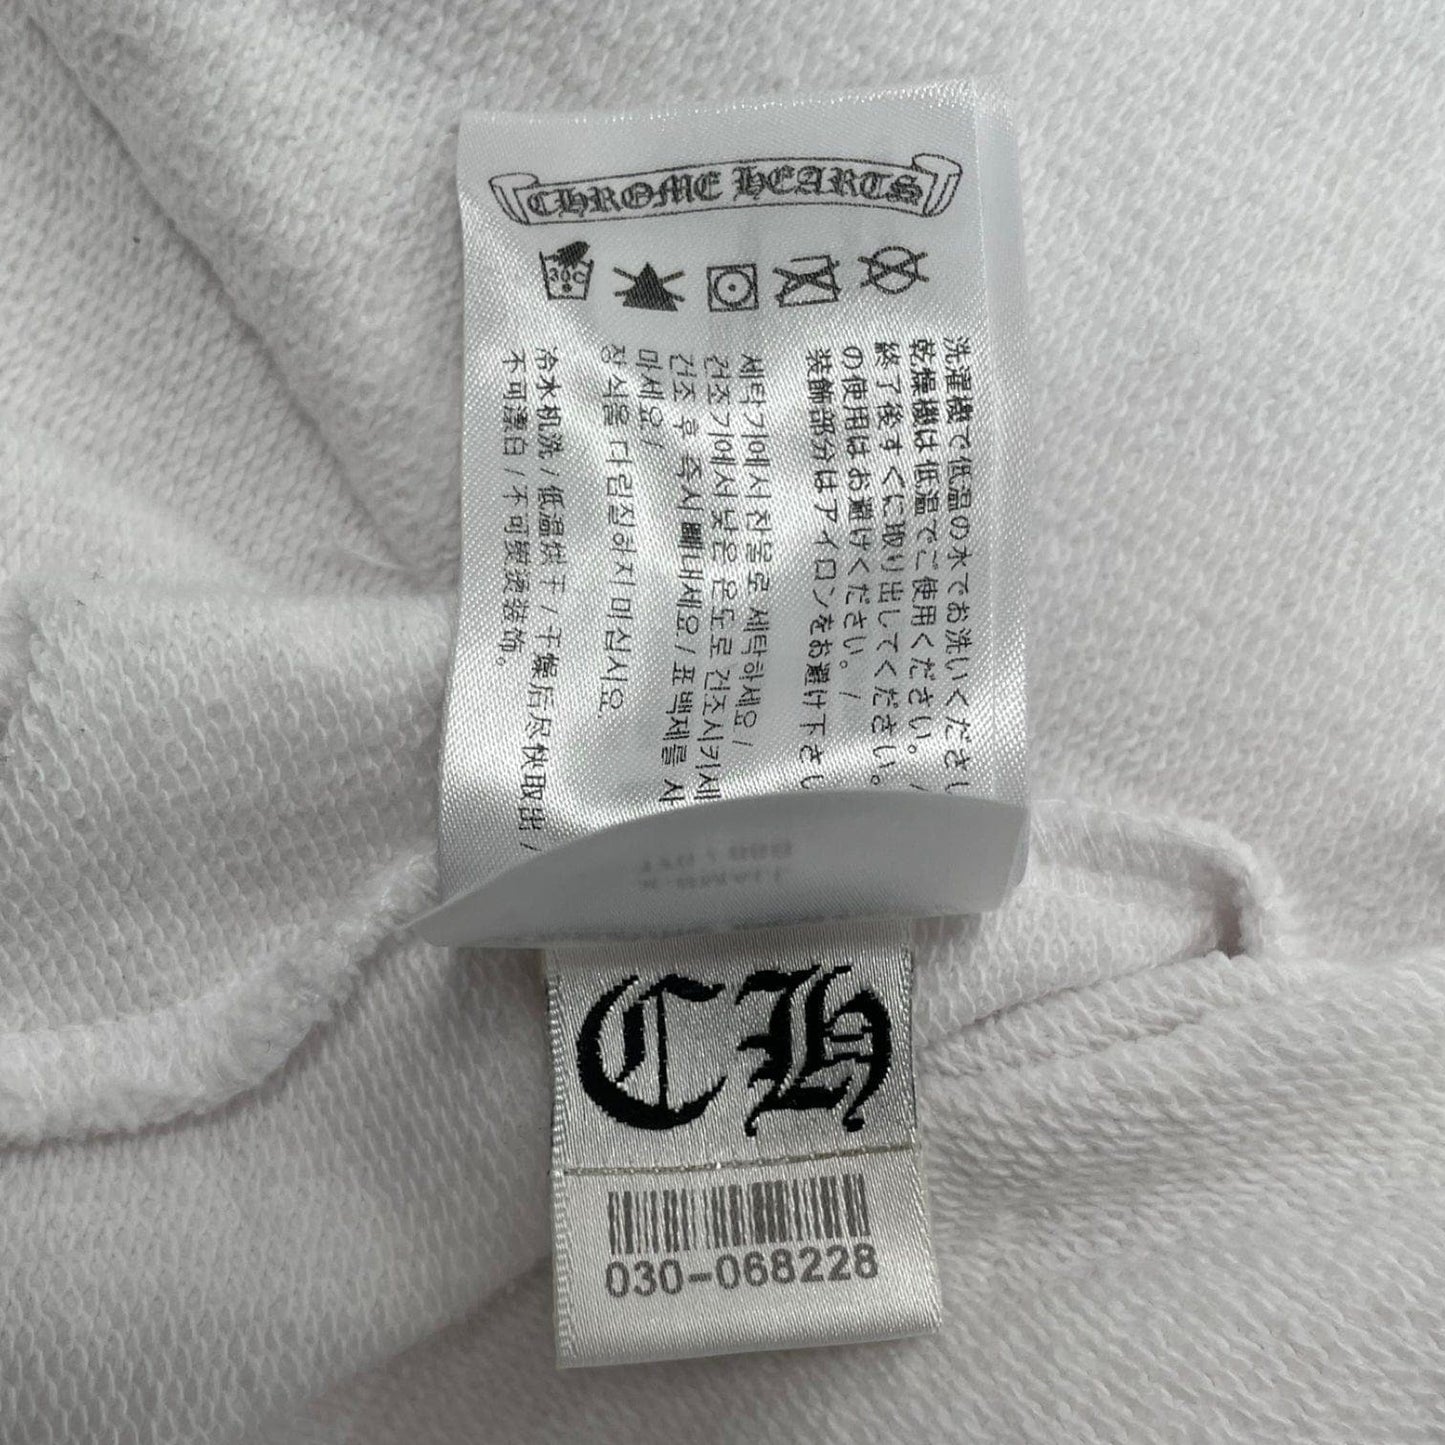 CHROME HEARTS
30C
洗濯機で低温の水でお洗いください
乾燥機は低温でご使用ください。/
終了後すぐに取り出してください。
の使用はお避けください。/
装飾部分はアイロンをお避け下さい
세탁기에서 찬물로 세탁하세요 /
건조기에서 낮은 온도로 건조시키세
건조 후 즉시 빼내세요. / 표백제를 사
마세요. /
장식을 다림질하지 마십시요.
冷水机洗 / 低温烘干 / 干燥后尽快取出 /
不可漂白 / 不可熨烫装饰。
CH
030-068228